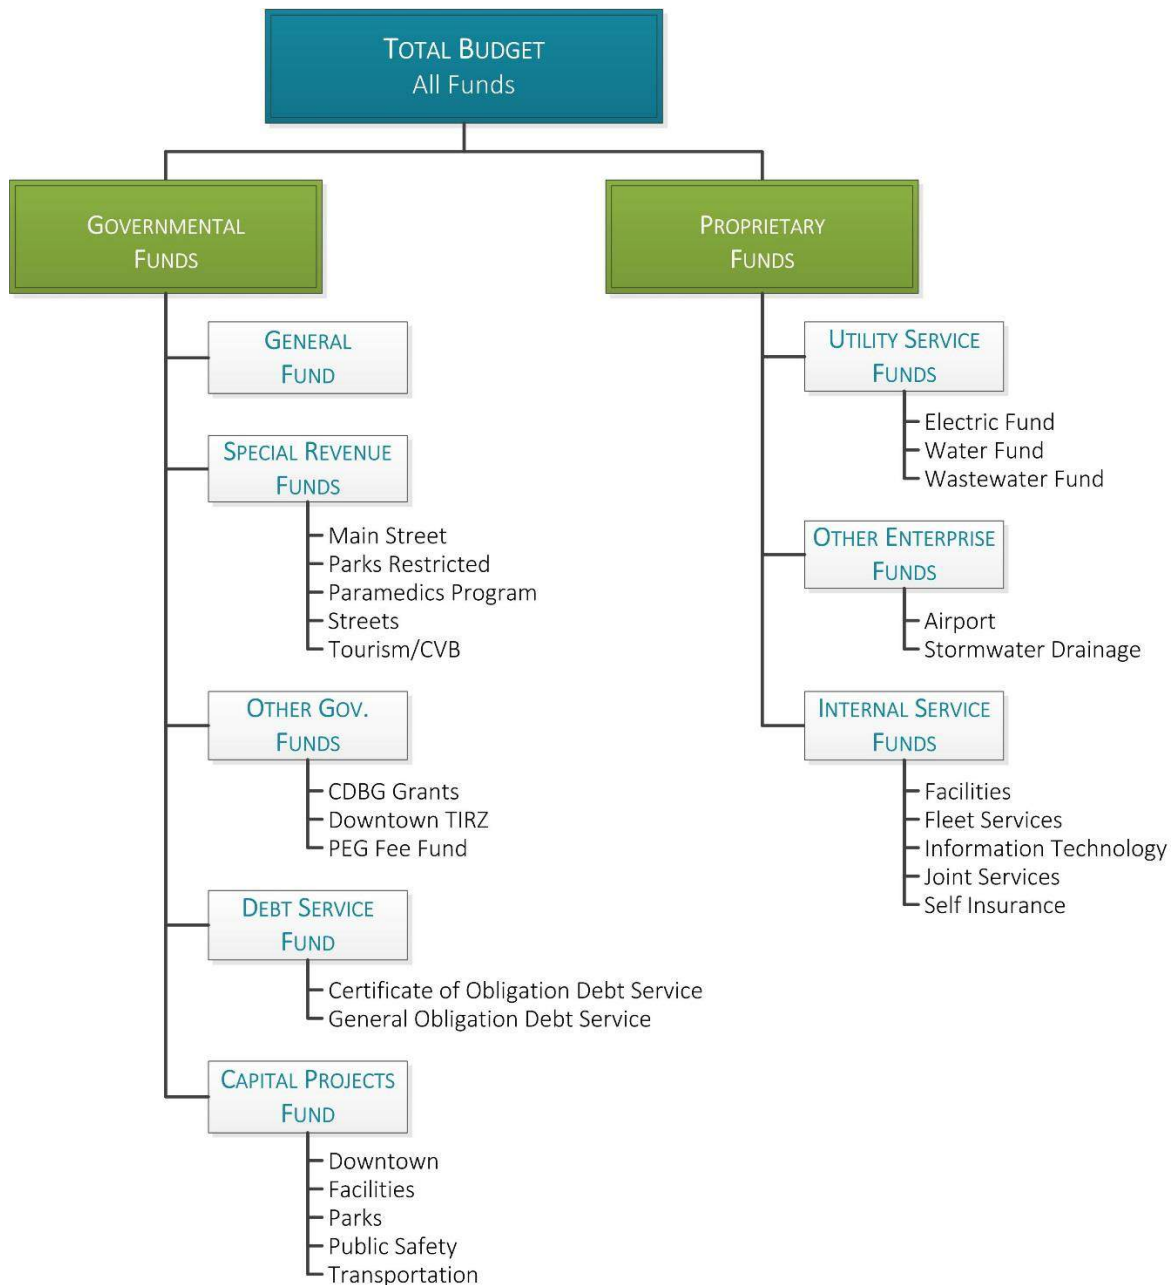 TOTAL BUDGET
All Funds
GOVERNMENTAL
FUNDS
GENERAL
FUND
SPECIAL REVENUE
FUNDS
Main Street
Parks Restricted
Paramedics Program
Streets
Tourism/CVB
OTHER GOV.
FUNDS
CDBG Grants
Downtown TIRZ
PEG Fee Fund
DEBT SERVICE
FUND
Certificate of Obligation Debt Service
General Obligation Debt Service
CAPITAL PROJECTS
FUND
Downtown
Facilities
Parks
Public Safety
Transportation
PROPRIETARY
FUNDS
UTILITY SERVICE
FUNDS
Electric Fund
Water Fund
Wastewater Fund
OTHER ENTERPRISE
FUNDS
Airport
Stormwater Drainage
INTERNAL SERVICE
FUNDS
Facilities
Fleet Services
Information Technology
Joint Services
Self Insurance